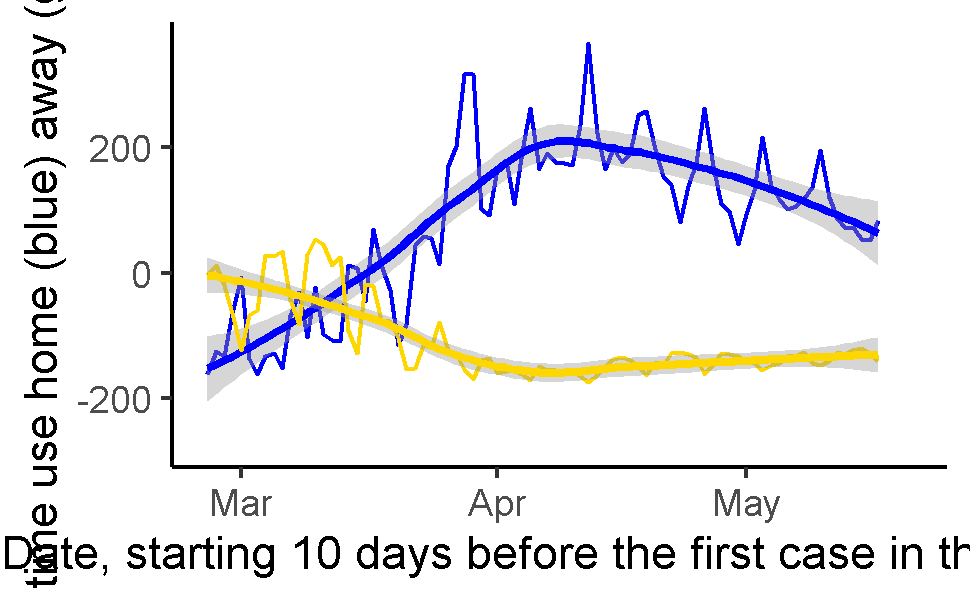 time use home (blue) away (
200
0
-200
Mar Apr May
Date, starting 10 days before the first case in th